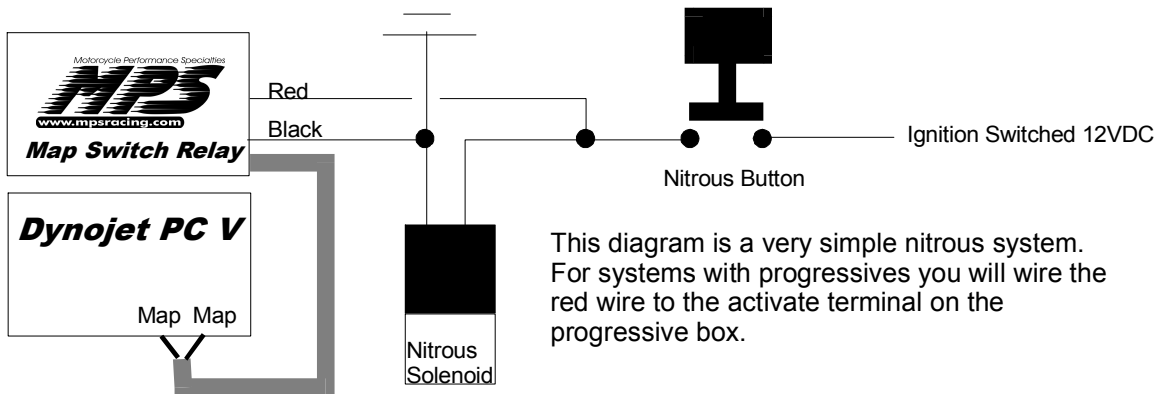 Motorcycle Performance Specialties
MPS
www.mpsracing.com
Map Switch Relay
Red
Black
Dynojet PC V
Map Map
Nitrous
Solenoid
Nitrous Button
Ignition Switched 12VDC
This diagram is a very simple nitrous system.
For systems with progressives you will wire the
red wire to the activate terminal on the
progressive box.